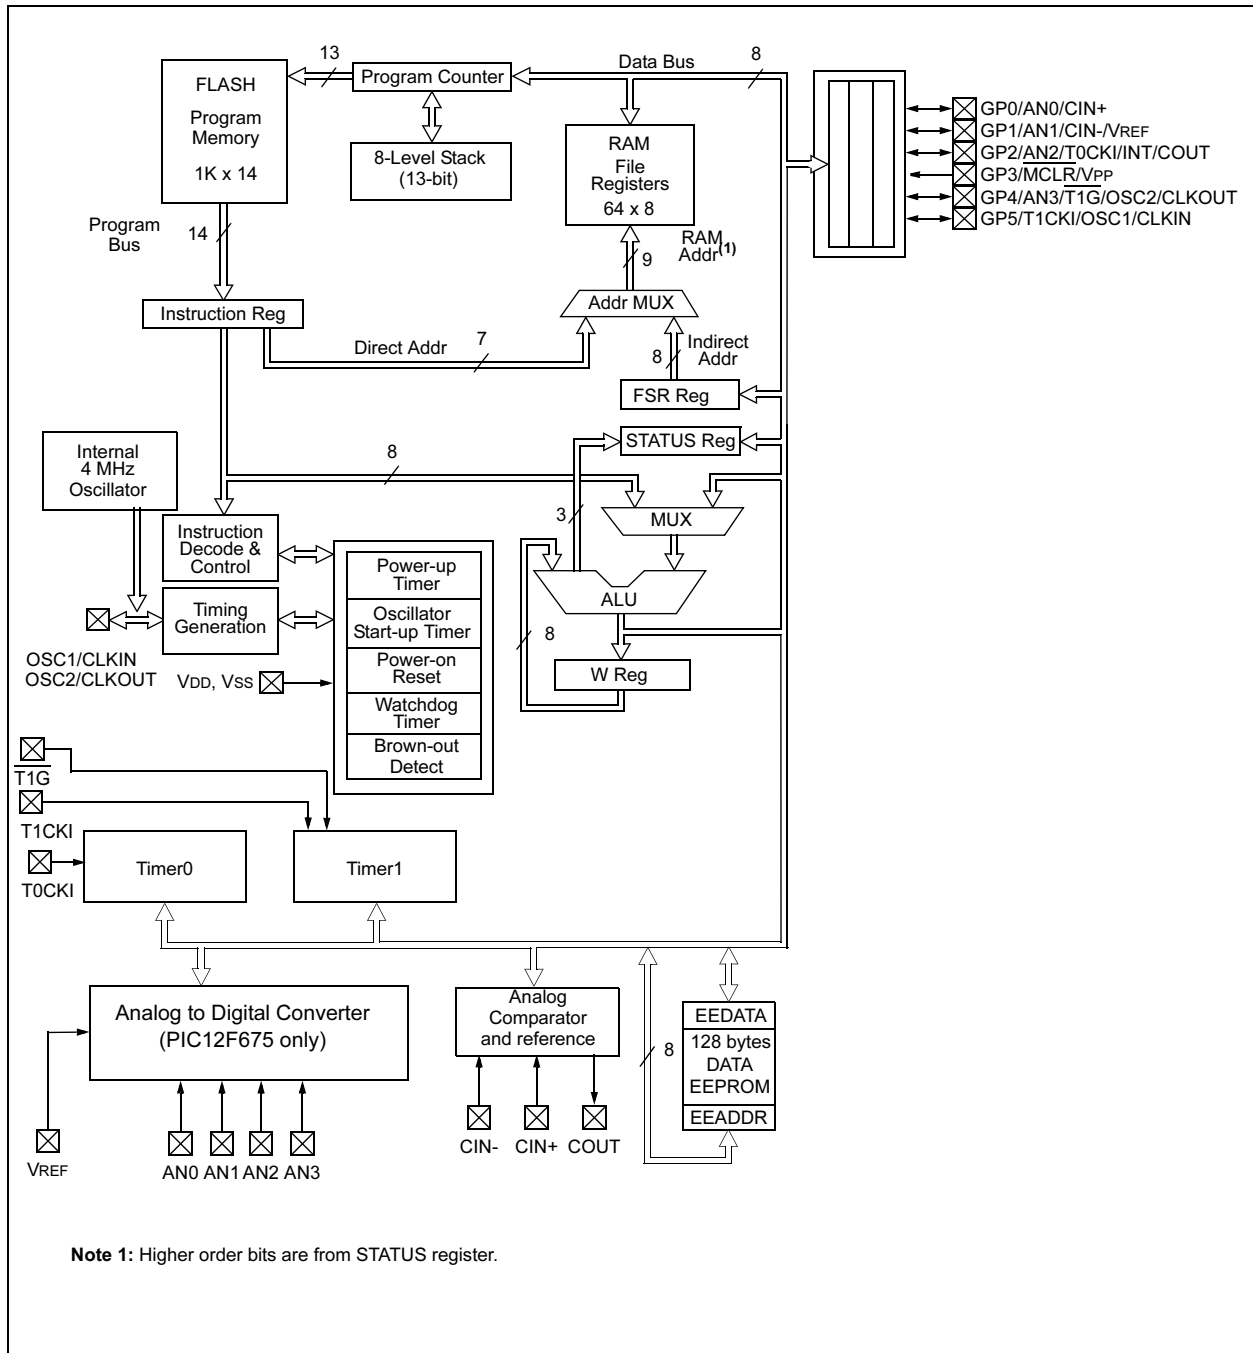 13
Data Bus
8
FLASH
Program
Memory
1K x 14
Program Counter
8-Level Stack
(13-bit)
RAM
File
Registers
64 x 8
GP0/AN0/CIN+
GP1/AN1/CIN-/VREF
GP2/AN2/T0CKI/INT/COUT
GP3/MCLR/VPP
GP4/AN3/T1G/OSC2/CLKOUT
GP5/T1CKI/OSC1/CLKIN
Program
Bus
14
RAM
Addr(1)
9
Addr MUX
Instruction Reg
Direct Addr
7
Indirect
Addr
8
FSR Reg
STATUS Reg
Internal
4 MHz
Oscillator
8
3
MUX
Instruction
Decode &
Control
Power-up
Timer
ALU
Timing
Generation
Oscillator
Start-up Timer
8
OSC1/CLKIN
OSC2/CLKOUT
VDD, VSS
Power-on
Reset
W Reg
Watchdog
Timer
Brown-out
Detect
T1G
T1CKI
T0CKI
Timer0
Timer1
Analog to Digital Converter
(PIC12F675 only)
Analog
Comparator
and reference
8
EEDATA
128 bytes
DATA
EEPROM
EEADDR
VREF
AN0 AN1 AN2 AN3
CIN- CIN+ COUT
Note 1: Higher order bits are from STATUS register.